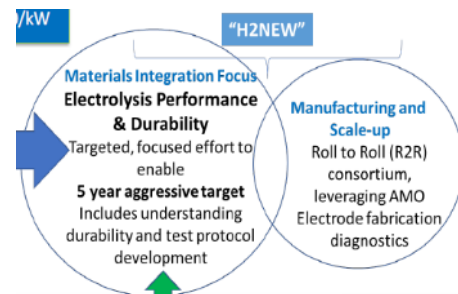 /kW
“H2NEW”
Materials Integration Focus
Electrolysis Performance
& Durability
Targeted, focused effort to
enable
5 year aggressive target
Includes understanding
durability and test protocol
development
Manufacturing and
Scale-up
Roll to Roll (R2R)
consortium,
leveraging AMO
Electrode fabrication
diagnostics